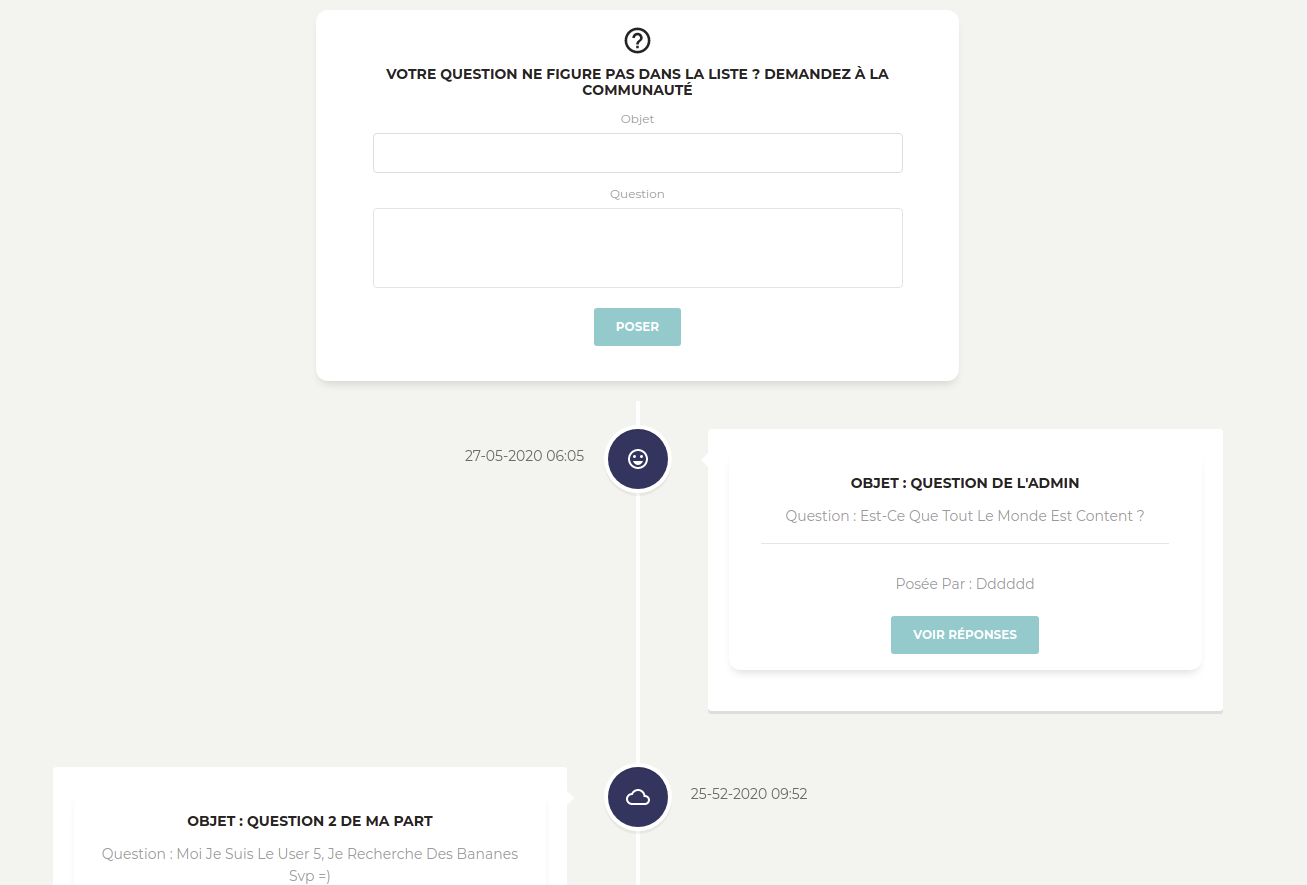 VOTRE QUESTION NE FIGURE PAS DANS LA LISTE ? DEMANDEZ À LA
COMMUNAUTÉ
Objet
Question
POSER
27-05-2020 06:05
OBJET : QUESTION DE L'ADMIN
Question : Est-Ce Que Tout Le Monde Est Content ?
Posée Par : Dddddd
VOIR RÉPONSES
25-52-2020 09:52
OBJET : QUESTION 2 DE MA PART
Question : Moi Je Suis Le User 5, Je Recherche Des Bananes
Svp =)